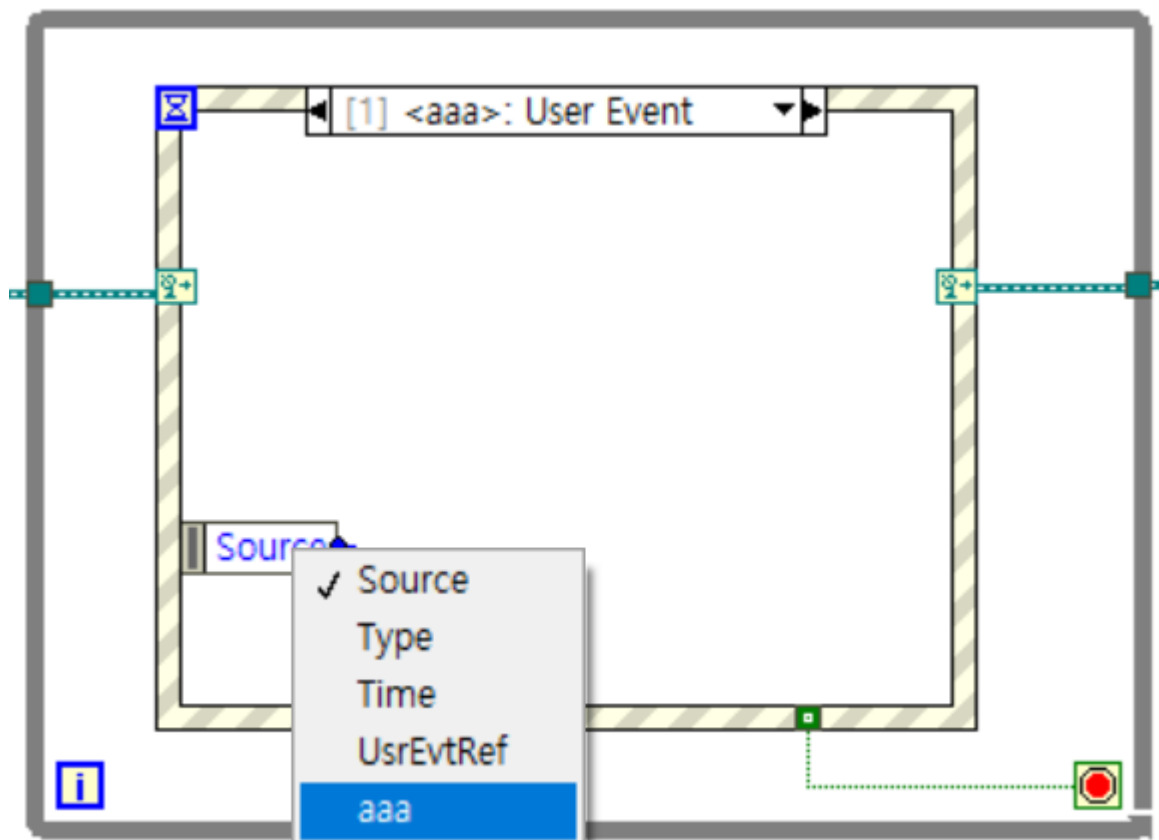 [1] <aaa>: User Event
Source
✓ Source
Type
Time
UsrEvtRef
aaa
i